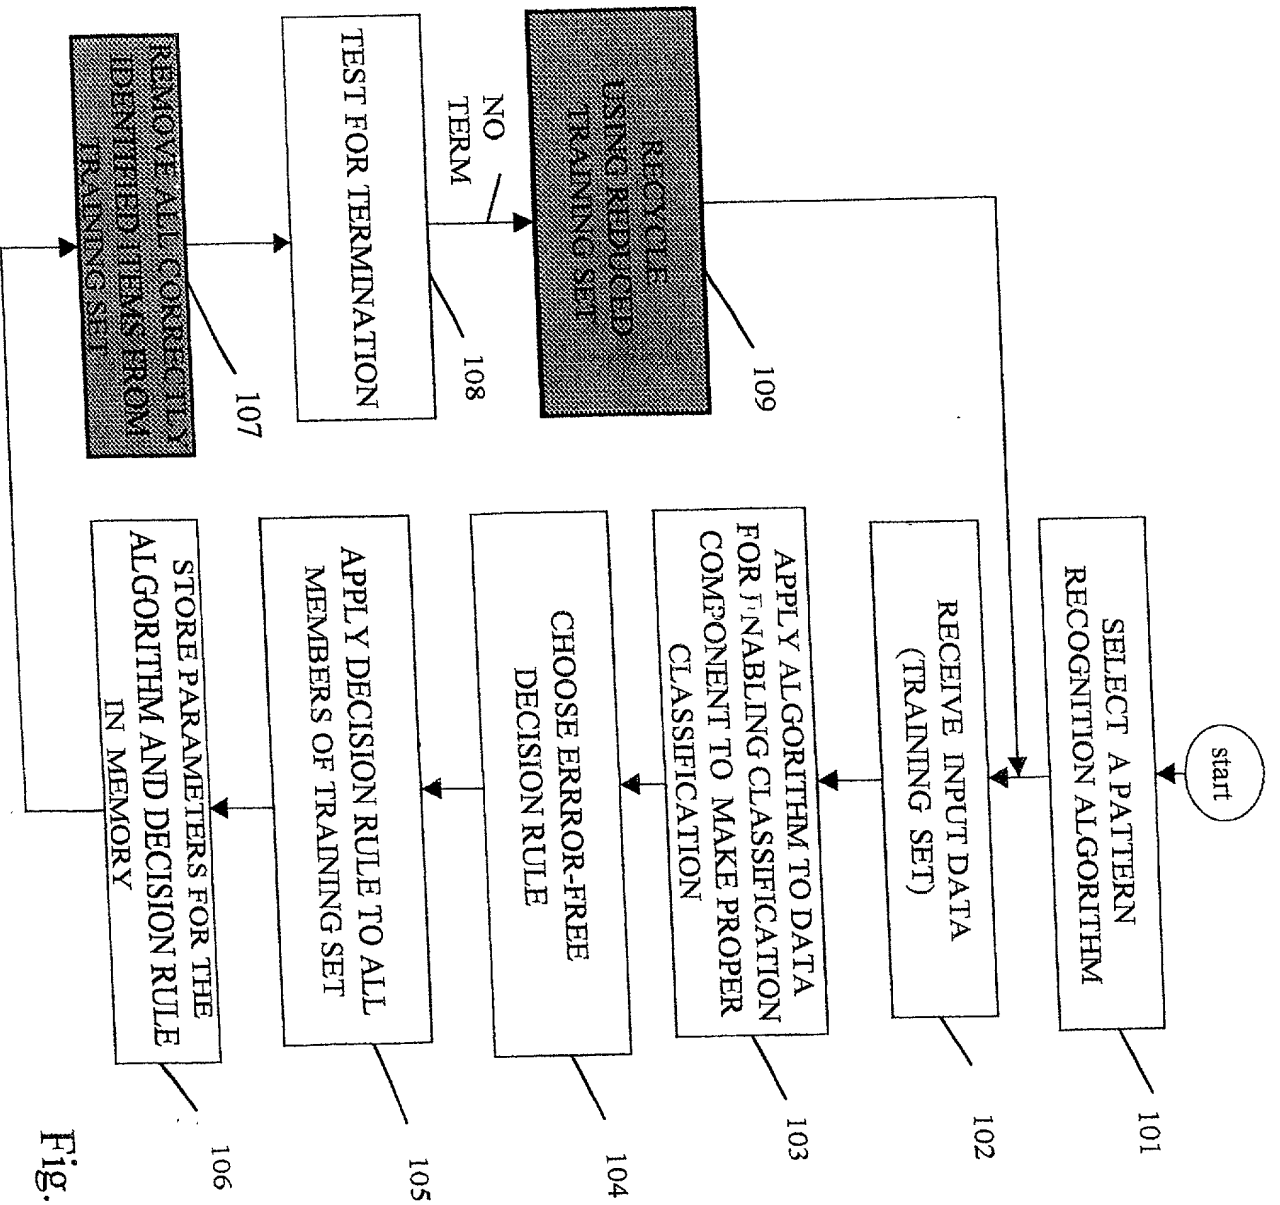 start
SELECT A PATTERN
RECOGNITION ALGORITHM
101
RECEIVE INPUT DATA
(TRAINING SET)
102
APPLY ALGORITHM TO DATA
FOR ENABLING CLASSIFICATION
COMPONENT TO MAKE PROPER
CLASSIFICATION
103
CHOOSE ERRROR-FREE
DECISION RULE
104
APPLY DECISION RULE TO ALL
MEMBERS OF TRAINING SET
105
STORE PARAMETERS FOR THE
ALGORITHM AND DECISION RULE
IN MEMORY
106
REMOVE ALL CORRECTLY
IDENTIFIED ITEMS FROM
TRAINING SET
107
TEST FOR TERMINATION
108
NO
TERM
RECYCLE
USING REDUCED
TRAINING SET
109
Fig.